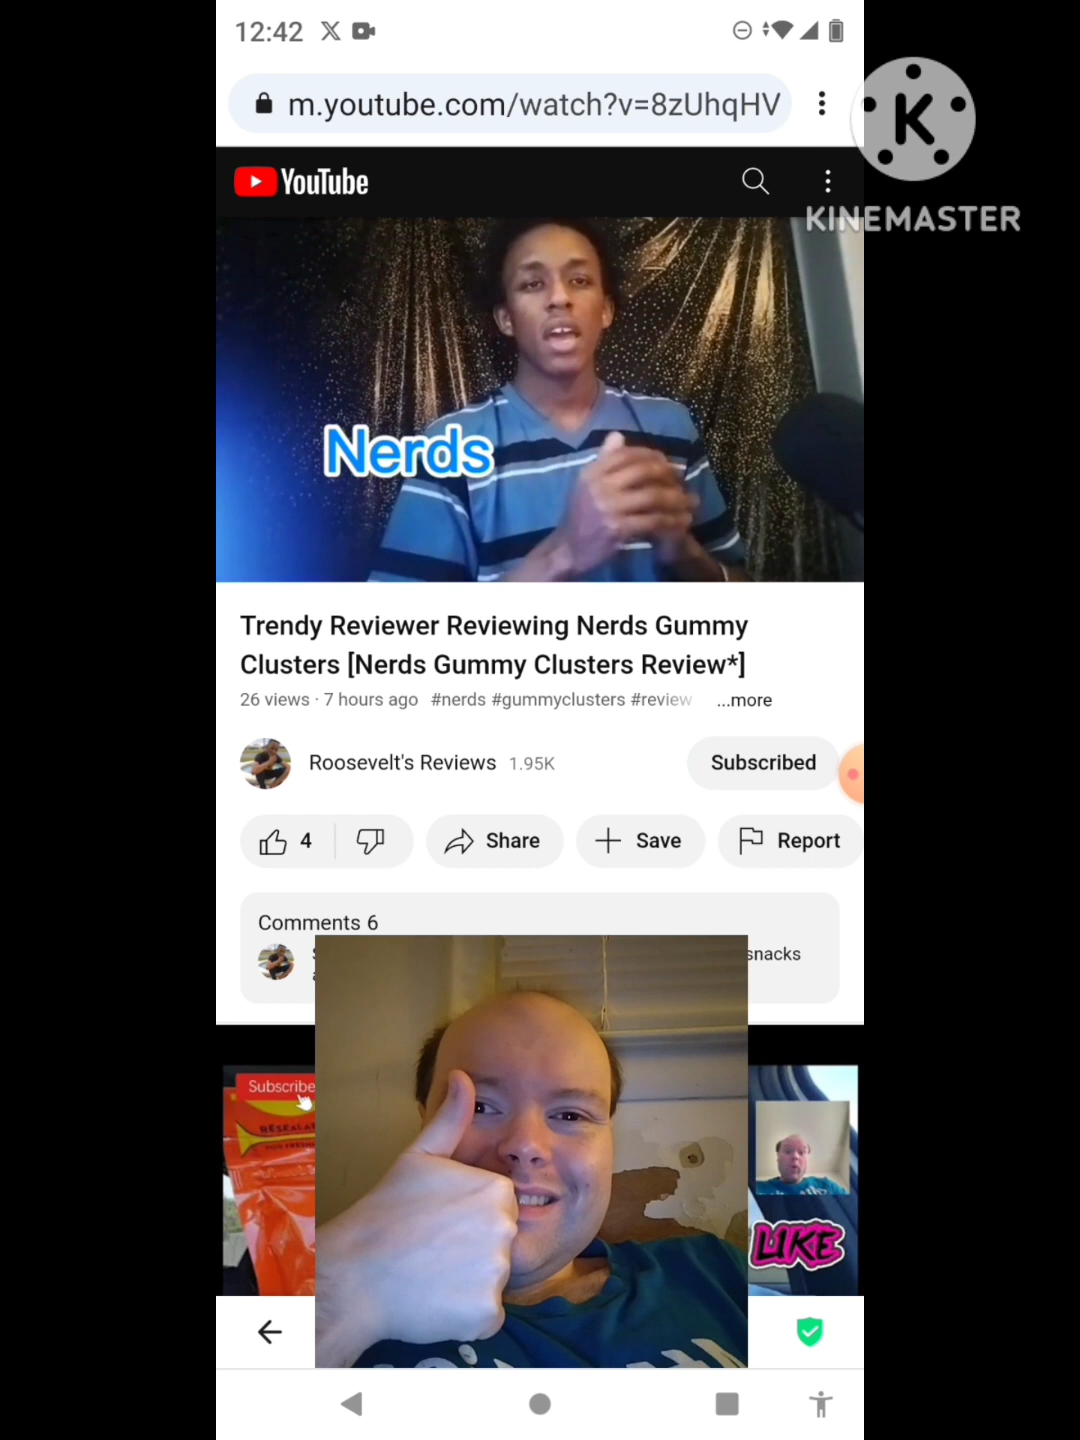 12:42
m.youtube.com/watch?v=8zUhqHV
K
KINEMASTER
YouTube
Nerds
Trendy Reviewer Reviewing Nerds Gummy
Clusters [Nerds Gummy Clusters Review*]
26 views · 7 hours ago #nerds #gummyclusters #review ...more
Roosevelt's Reviews 1.95K
Subscribed
4
Share
Save
Report
Comments 6
snacks
Subscribe
LIKE